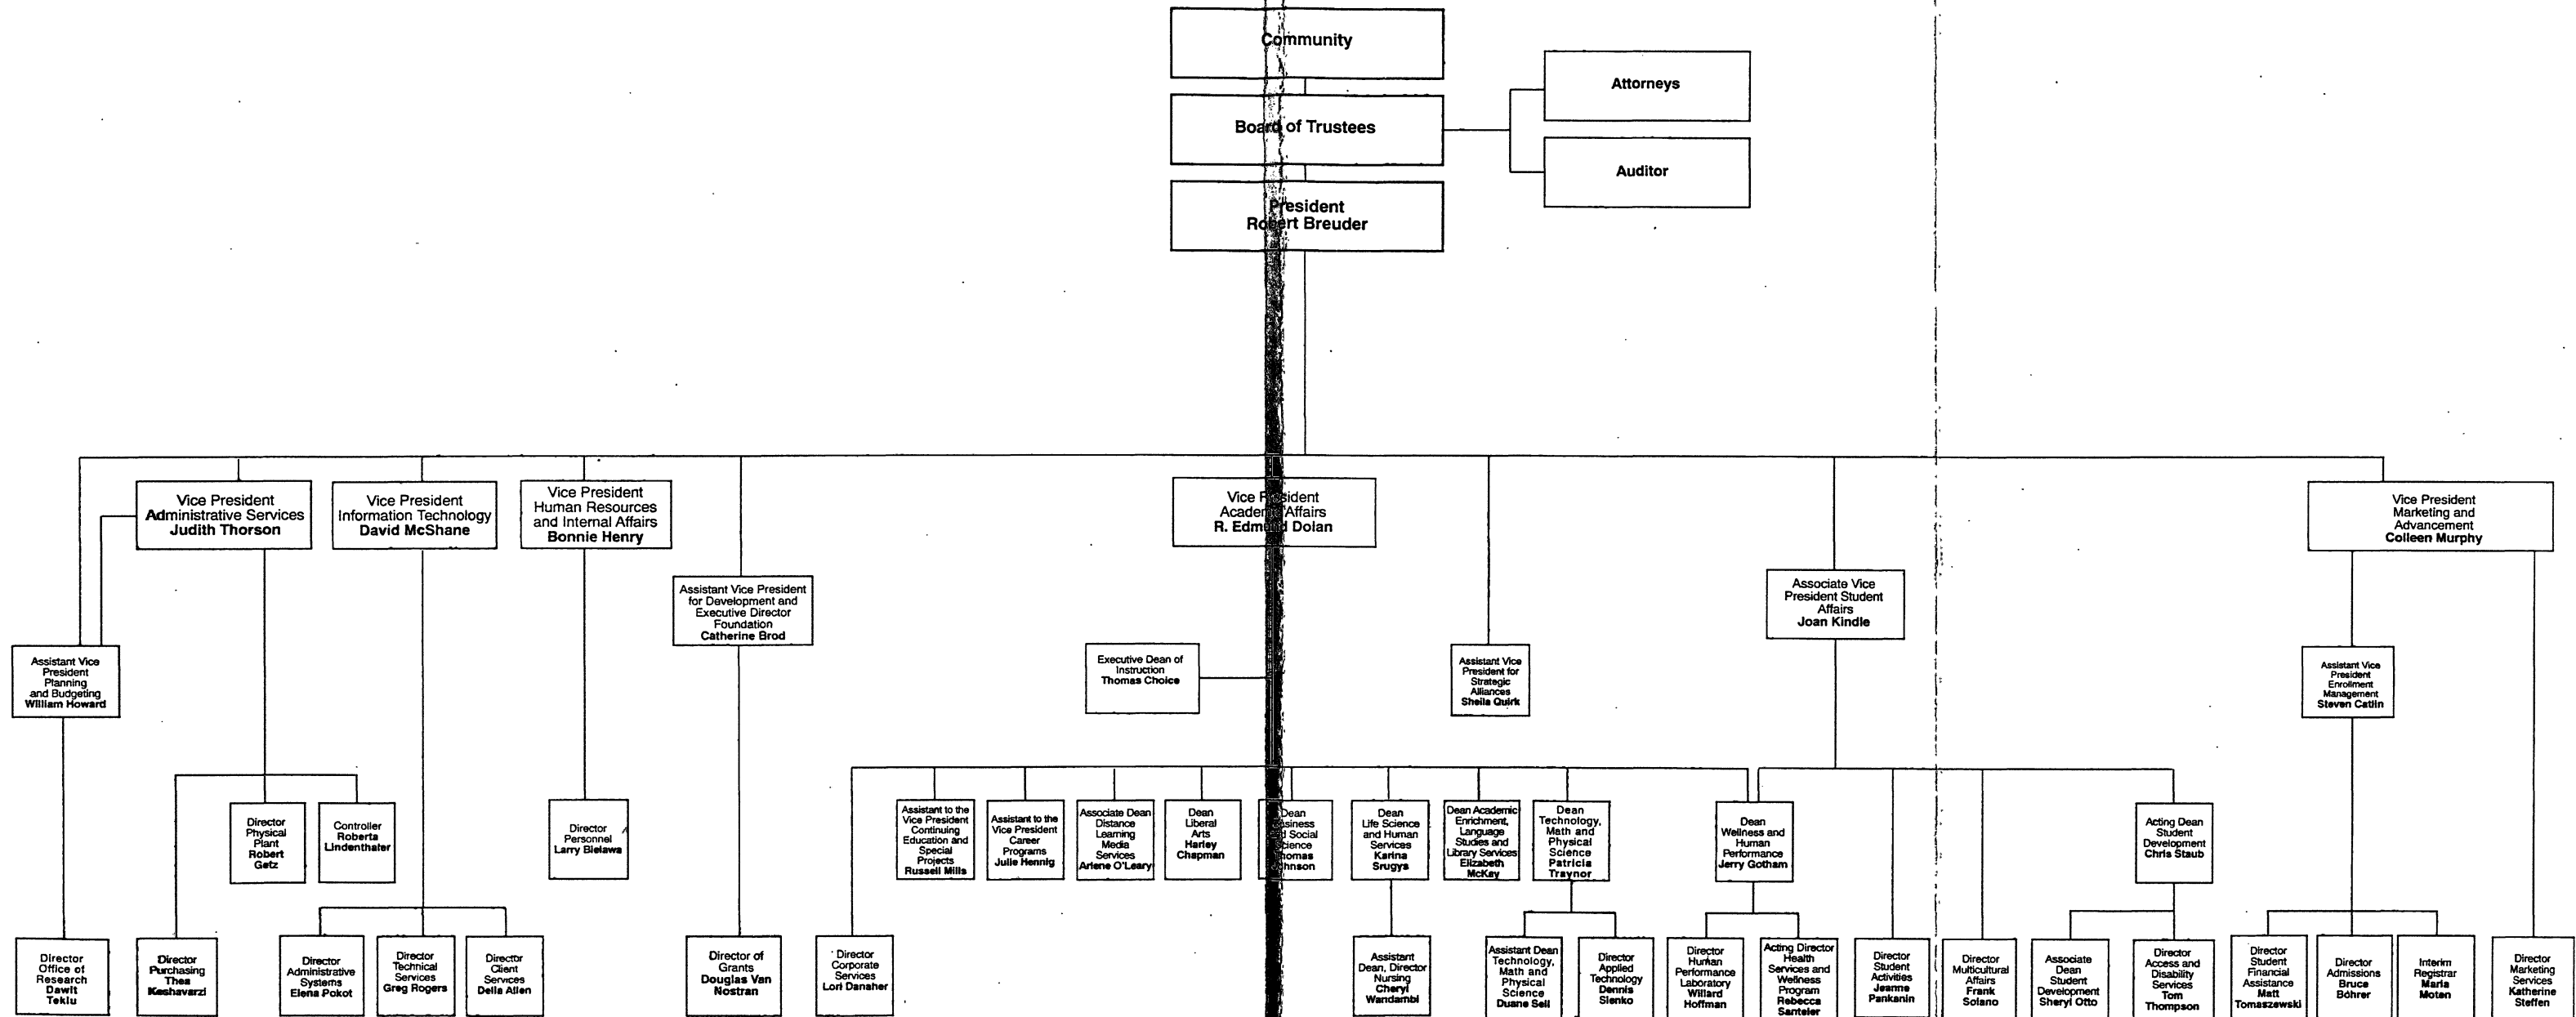 Community
Board of Trustees
Attorneys
Auditor
President
Robert Breuder
Vice President
Administrative Services
Judith Thorson
Vice President
Information Technology
David McShane
Vice President
Human Resources
and Internal Affairs
Bonnie Henry
Vice President
Academic Affairs
R. Edmund Dolan
Vice President
Marketing and
Advancement
Colleen Murphy
Assistant Vice President
for Development and
Executive Director
Foundation
Catherine Brod
Associate Vice
President Student
Affairs
Joan Kindle
Assistant Vice
President
Planning
and Budgeting
William Howard
Executive Dean of
Instruction
Thomas Choice
Assistant Vice
President for
Strategic
Alliances
Sheila Quirk
Assistant Vice
President
Enrollment
Management
Steven Catlin
Director
Physical
Plant
Robert
Getz
Controller
Roberta
Lindenthaler
Director
Personnel
Larry Bielawa
Assistant to the
Vice President
Continuing
Education and
Special
Projects
Russell Mills
Assistant to the
Vice President
Career
Programs
Julie Hennig
Associate Dean
Distance
Learning
Media
Services
Arlene O'Leary
Dean
Liberal
Arts
Harley
Chapman
Dean
Social
Dean
Life Science
and Human
Services
Karina
Srugys
Dean Academic
Enrichment,
Language
Studies and
Library Services
Elizabeth
McKay
Dean
Technology,
Math and
Physical
Science
Patricia
Traynor
Dean
Wellness and
Human
Performance
Jerry Gotham
Acting Dean
Student
Development
Chris Staub
Director
Office of
Research
Dawit
Teklu
Director
Purchasing
Thea
Keshavarzi
Director
Administrative
Systems
Elena Pokot
Director
Technical
Services
Greg Rogers
Director
Client
Services
Della Allen
Director of
Grants
Douglas Van
Nostran
Director
Corporate
Services
Lori Danaher
Assistant
Dean, Director
Nursing
Cheryl
Wandambi
Assistant Dean
Technology,
Math and
Physical
Science
Duane Sell
Director
Applied
Technology
Dennis
Slenko
Director
Human
Performance
Laboratory
Willard
Hoffman
Acting Director
Health
Services and
Wellness
Program
Rebecca
Santeler
Director
Student
Activities
Jeanne
Pankanin
Director
Multicultural
Affairs
Frank
Solano
Associate
Dean
Student
Development
Sheryl Otto
Director
Access and
Disability
Services
Tom
Thompson
Director
Student
Financial
Assistance
Matt
Tomaszewski
Director
Admissions
Bruce
Bohrer
Interim
Registrar
Maria
Moten
Director
Marketing
Services
Katherine
Steffen